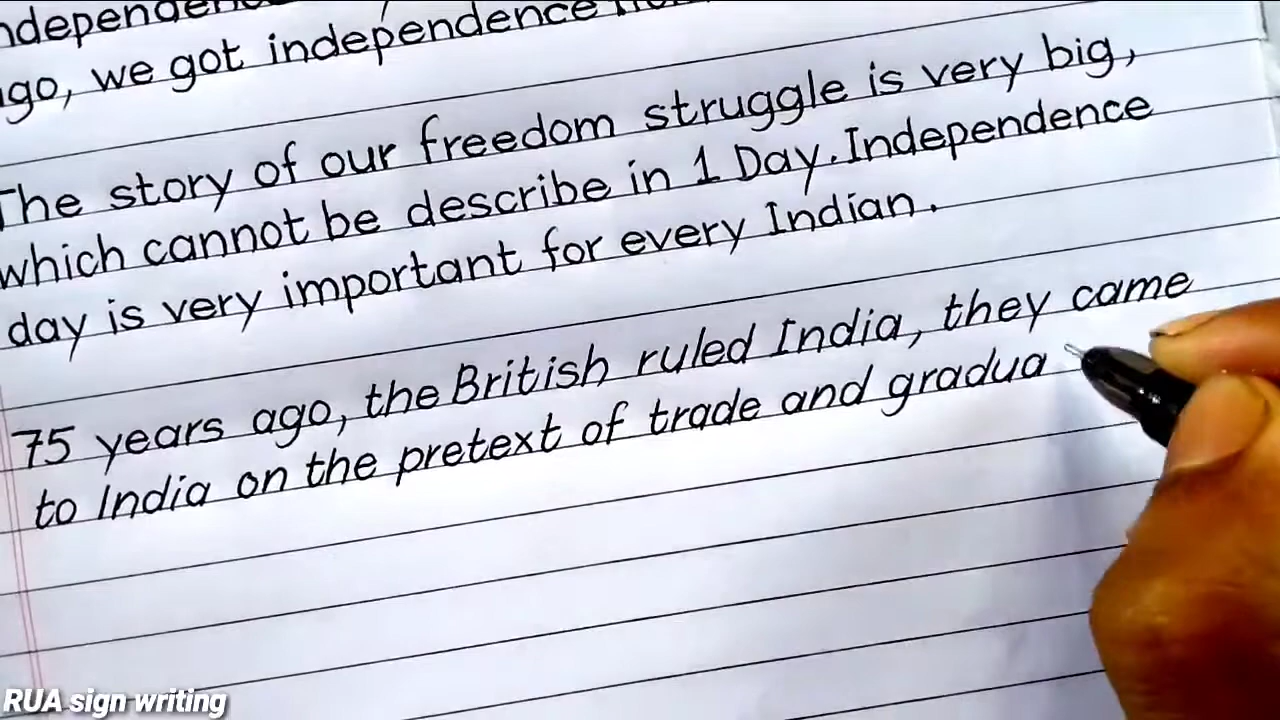 ago, we got independence
The story of our freedom struggle is very big,
which cannot be describe in 1 Day. Independence
day is very important for every Indian.
75 years ago, the British ruled India, they came
to India on the pretext of trade and gradua
RUA sign writing